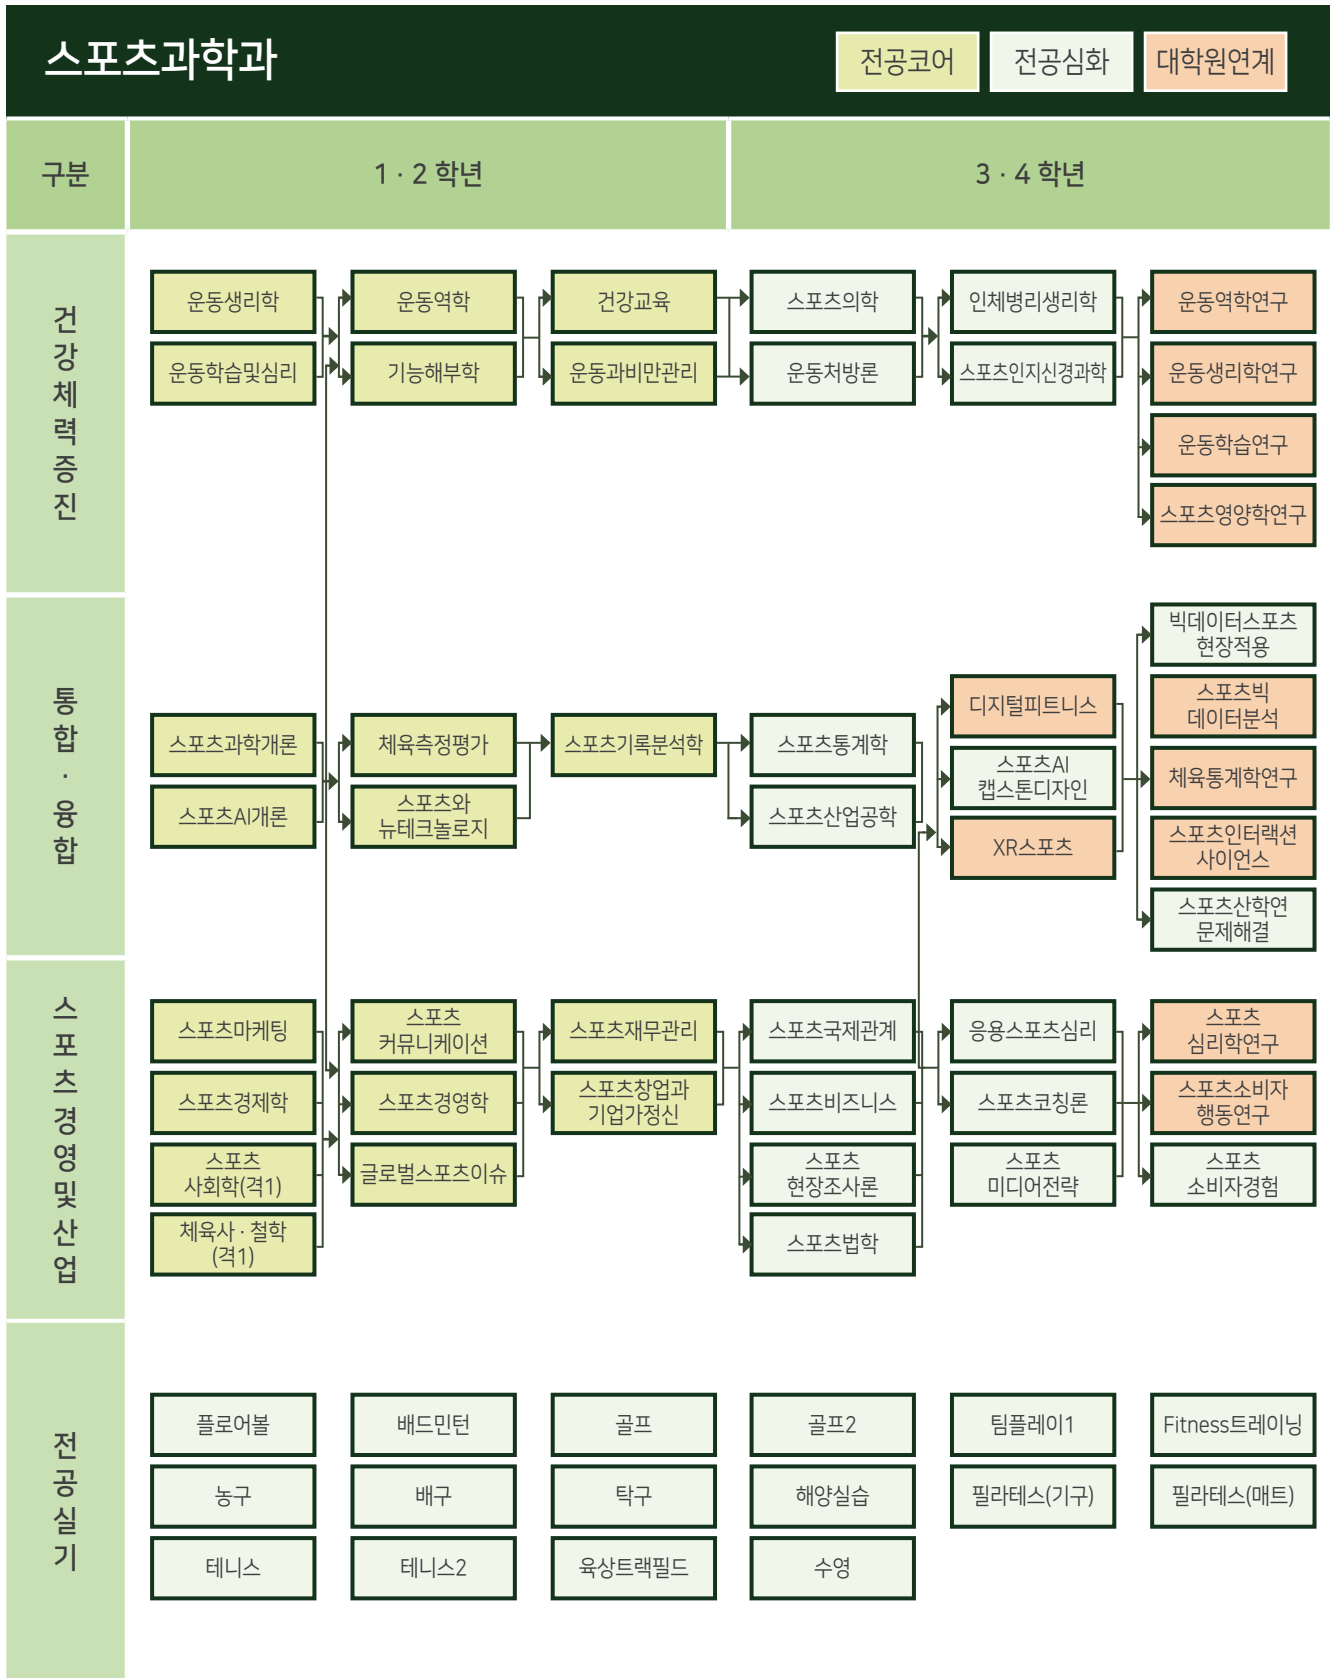 스포츠과학과
전공코어
전공심화
대학원연계
구분
1 · 2 학년
3 · 4 학년
건강체력증진
운동생리학
운동역학
건강교육
스포츠의학
인체병리생리학
운동역학연구
운동학습및심리
기능해부학
운동과비만관리
운동처방론
스포츠인지신경과학
운동생리학연구
운동학습연구
스포츠영양학연구
통합·융합
빅데이터스포츠
현장적용
디지털피트니스
스포츠빅
데이터분석
스포츠과학개론
체육측정평가
스포츠기록분석학
스포츠통계학
스포츠AI
캡스톤디자인
체육통계학연구
스포츠AI개론
스포츠와
뉴테크놀로지
스포츠산업공학
XR스포츠
스포츠인터랙션
사이언스
스포츠산학연
문제해결
스포츠경영및산업
스포츠마케팅
스포츠
커뮤니케이션
스포츠재무관리
스포츠국제관계
응용스포츠심리
스포츠
심리학연구
스포츠경제학
스포츠경영학
스포츠창업과
기업가정신
스포츠비즈니스
스포츠코칭론
스포츠소비자
행동연구
스포츠
사회학(격1)
글로벌스포츠이슈
스포츠
현장조사론
스포츠
미디어전략
스포츠
소비자경험
체육사 · 철학
(격1)
스포츠법학
전공실기
플로어볼
배드민턴
골프
골프2
팀플레이1
Fitness트레이닝
농구
배구
탁구
해양실습
필라테스(기구)
필라테스(매트)
테니스
테니스2
육상트랙필드
수영